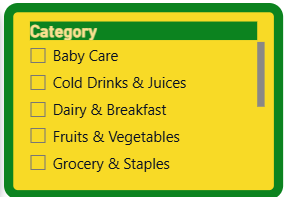 Category
Baby Care
Cold Drinks & Juices
Dairy & Breakfast
Fruits & Vegetables
Grocery & Staples